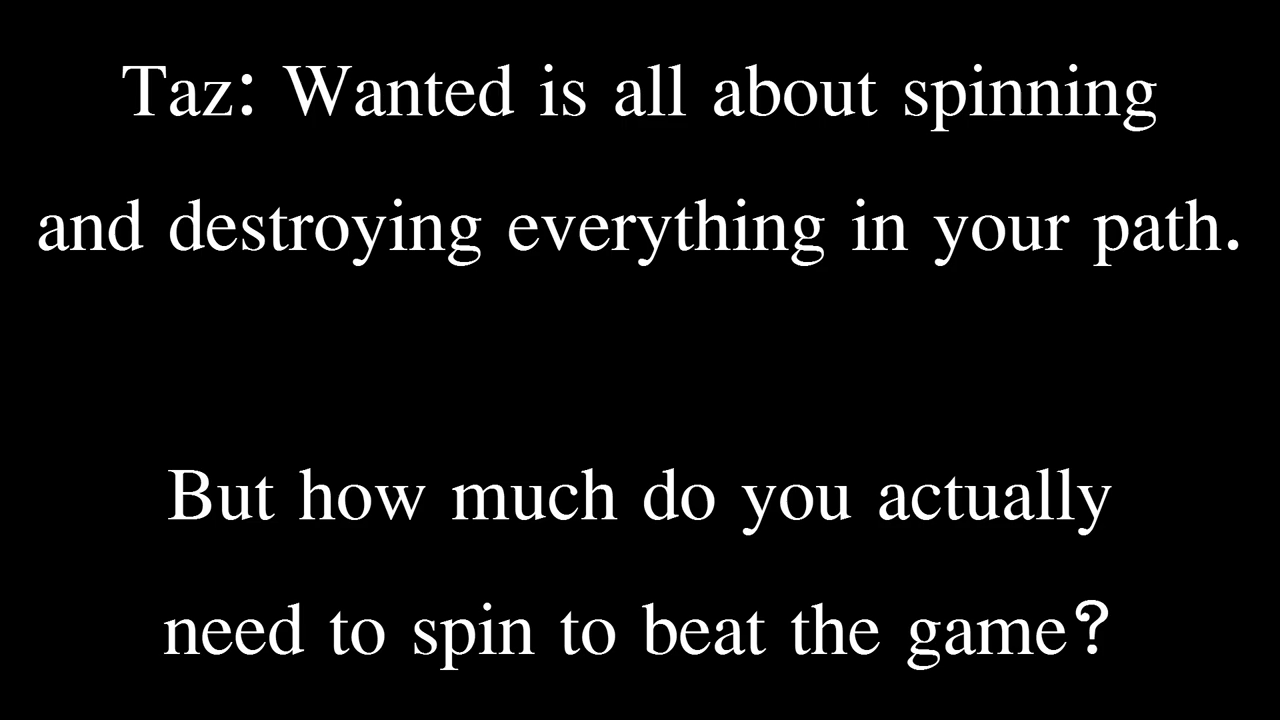 Taz: Wanted is all about spinning
and destroying everything in your path.
But how much do you actually
need to spin to beat the game?